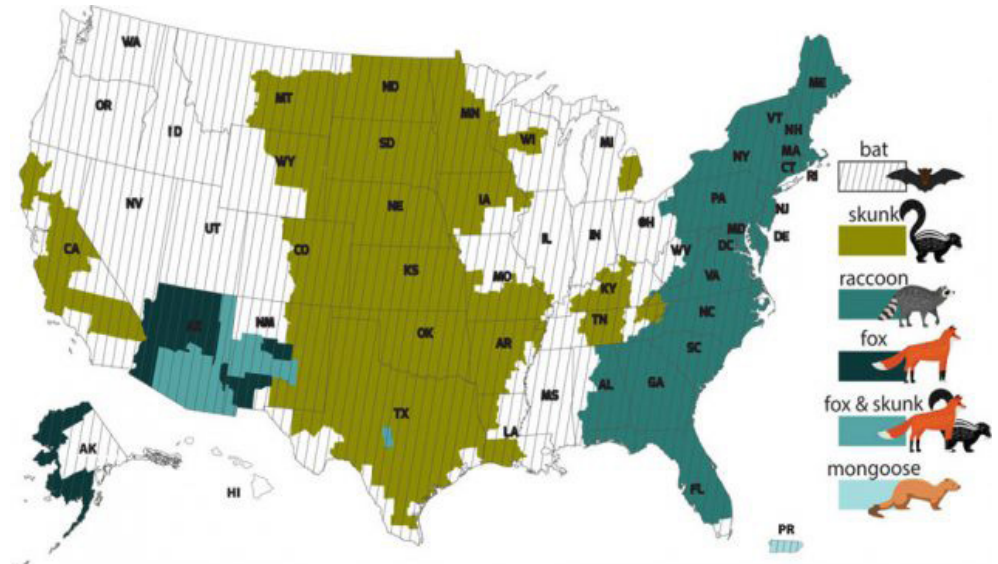 WA
OR
ID
MT
ND
MN
WI
MI
ME
VT
NH
NY
MA
CT
RI
bat
WY
SD
IA
NE
PA
NJ
skunk
NV
UT
CA
CO
KS
MO
IL
IN
OH
WV
MD
DC
DE
VA
KY
raccoon
AZ
NM
OK
AR
TN
NC
SC
fox
TX
LA
MS
AL
GA
fox & skunk
AK
HI
FL
mongoose
PR